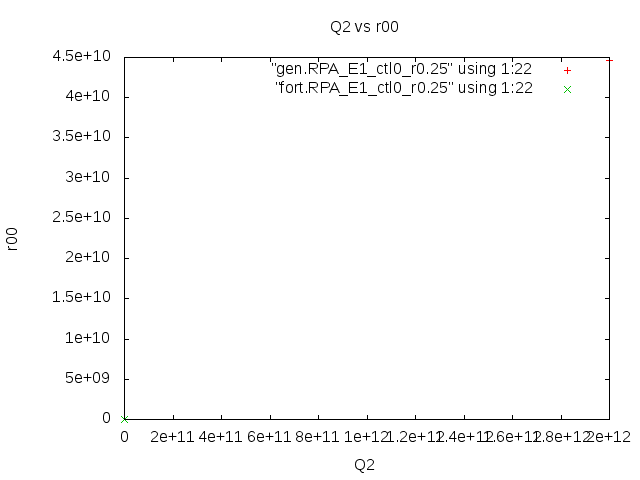 Q2 vs r00
4.5e+10
"gen.RPA_E1_ctl0_r0.25" using 1:22
"fort.RPA_E1_ctl0_r0.25" using 1:22
4e+10
3.5e+10
3e+10
2.5e+10
2e+10
1.5e+10
1e+10
5e+09
0
r00
0 2e+11 4e+11 6e+11 8e+11 1e+12 1.2e+12 1.4e+12 1.6e+12 1.8e+12 2e+12
Q2